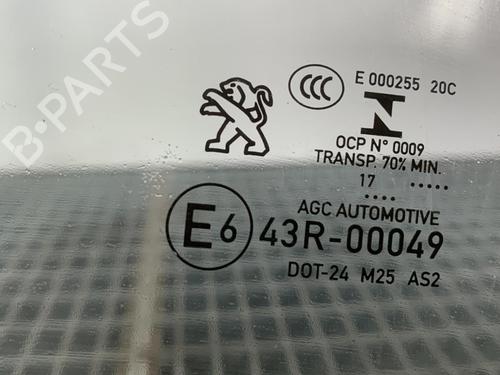 B-PARTS
CCC
E 000255 20C
OCP N° 0009
TRANSP. 70% MIN.
17 .....
....
AGC AUTOMOTIVE
E6 43R-00049
DOT-24 M25 AS2